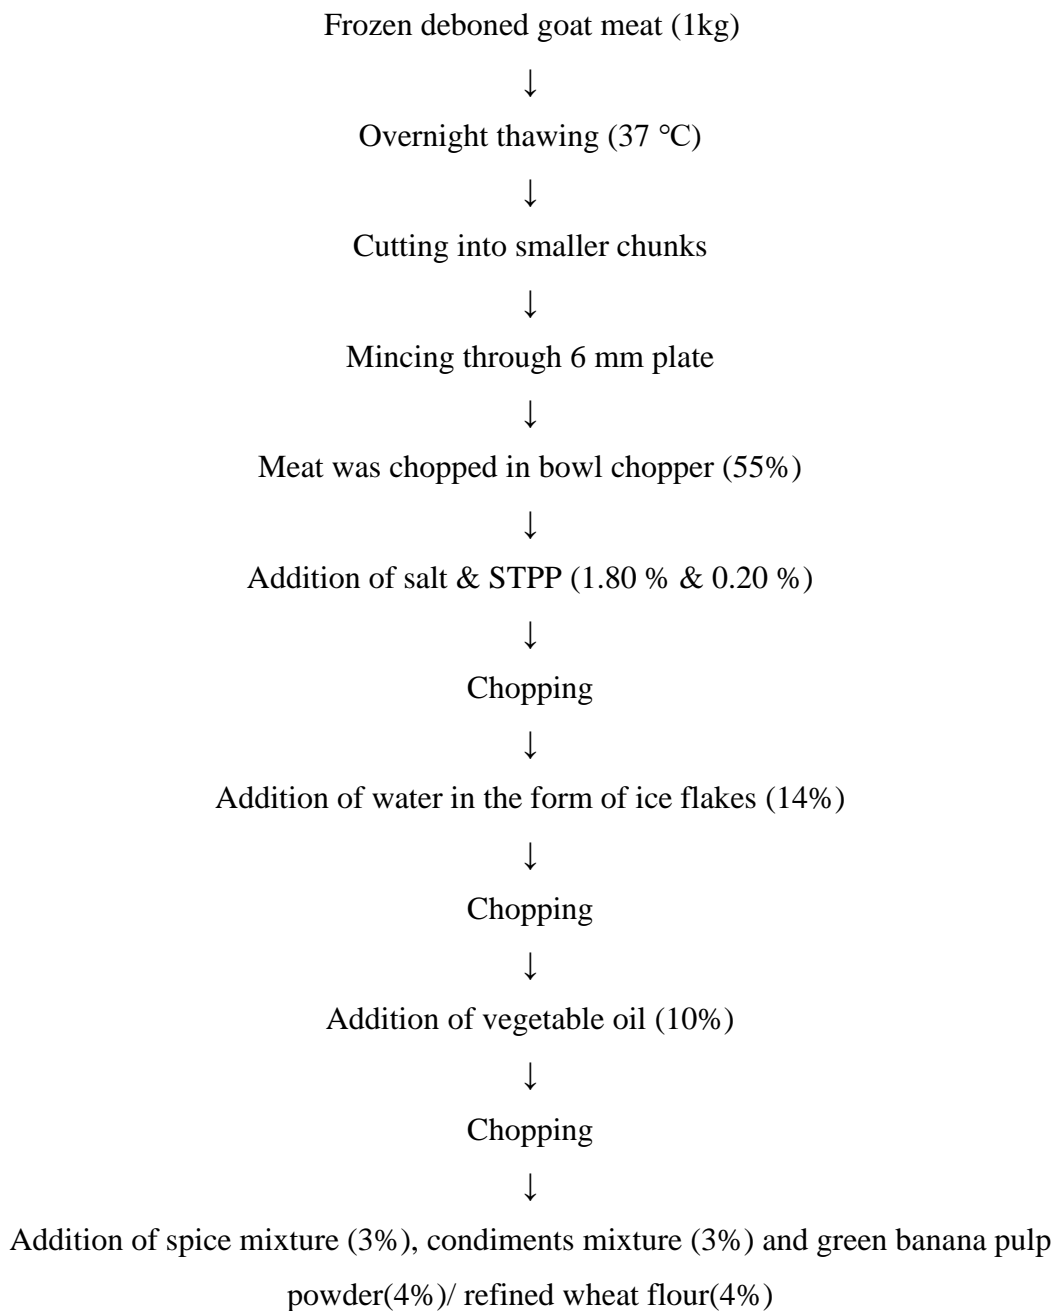 Frozen deboned goat meat (1kg)
↓
Overnight thawing (37 °C)
↓
Cutting into smaller chunks
↓
Mincing through 6 mm plate
↓
Meat was chopped in bowl chopper (55%)
↓
Addition of salt & STPP (1.80 % & 0.20 %)
↓
Chopping
↓
Addition of water in the form of ice flakes (14%)
↓
Chopping
↓
Addition of vegetable oil (10%)
↓
Chopping
↓
Addition of spice mixture (3%), condiments mixture (3%) and green banana pulp
powder(4%)/ refined wheat flour(4%)